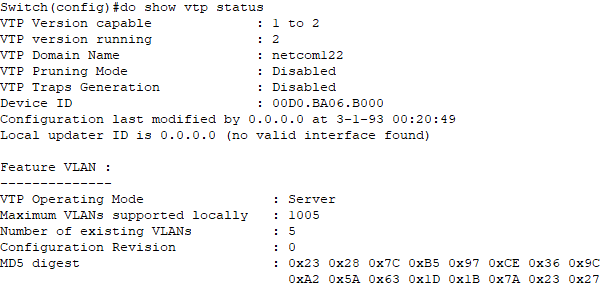 Switch(config)#do show vtp status
VTP Version capable : 1 to 2
VTP version running : 2
VTP Domain Name : netcom122
VTP Pruning Mode : Disabled
VTP Traps Generation : Disabled
Device ID : 00D0.BA06.B000
Configuration last modified by 0.0.0.0 at 3-1-93 00:20:49
Local updater ID is 0.0.0.0 (no valid interface found)
Feature VLAN :
--------------
VTP Operating Mode : Server
Maximum VLANs supported locally : 1005
Number of existing VLANs : 5
Configuration Revision : 0
MD5 digest : 0x23 0x28 0x7C 0xB5 0x97 0xCE 0x36 0x9C
0xA2 0x5A 0x63 0x1D 0x1B 0x7A 0x23 0x27